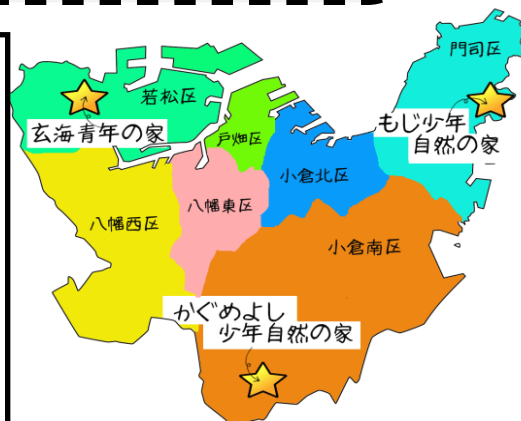 門司区
若松区
もじ少年
自然の家
玄海青年の家
戸畑区
小倉北区
八幡東区
八幡西区
小倉南区
かぐめよし
少年自然の家